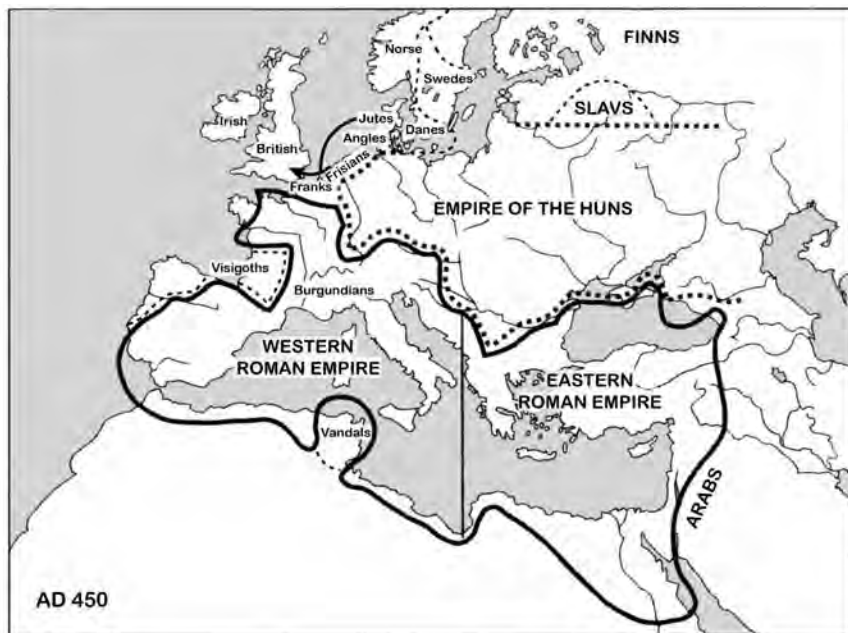 FINNS
Norse
Swedes
SLAVS
Irish
Jutes
Danes
Angles
British
Frisians
Franks
EMPIRE OF THE HUNS
Visigoths
Burgundians
WESTERN
ROMAN EMPIRE
EASTERN
ROMAN EMPIRE
Vandals
ARABS
AD 450